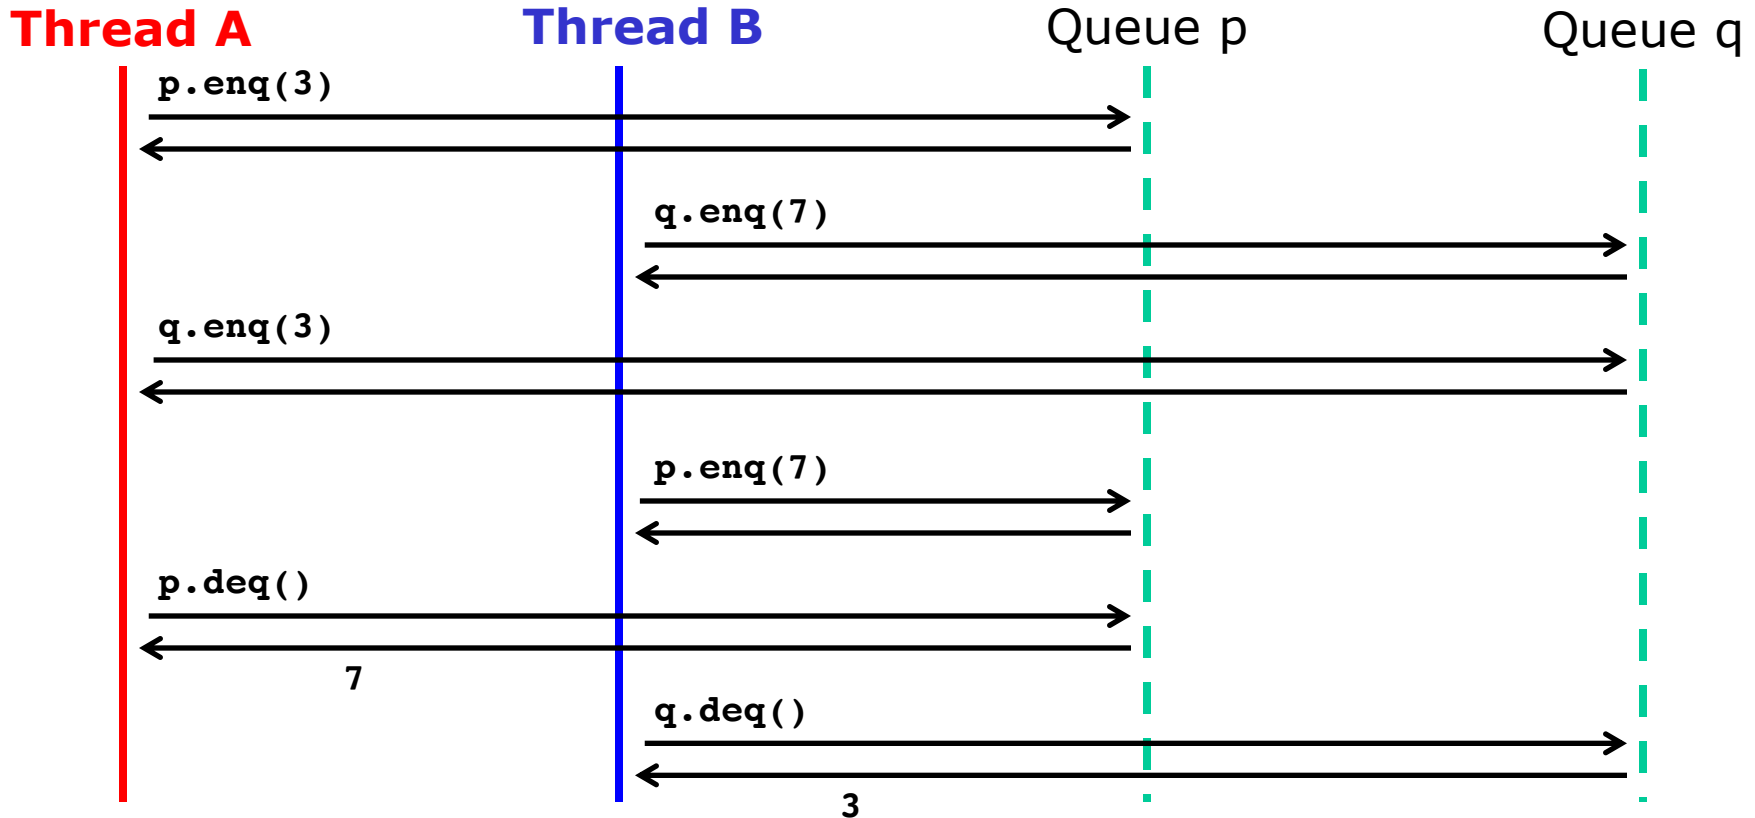 Thread A
Thread B
Queue p
Queue q
p.enq(3)
q.enq(7)
q.enq(3)
p.enq(7)
p.deq()
7
q.deq()
3